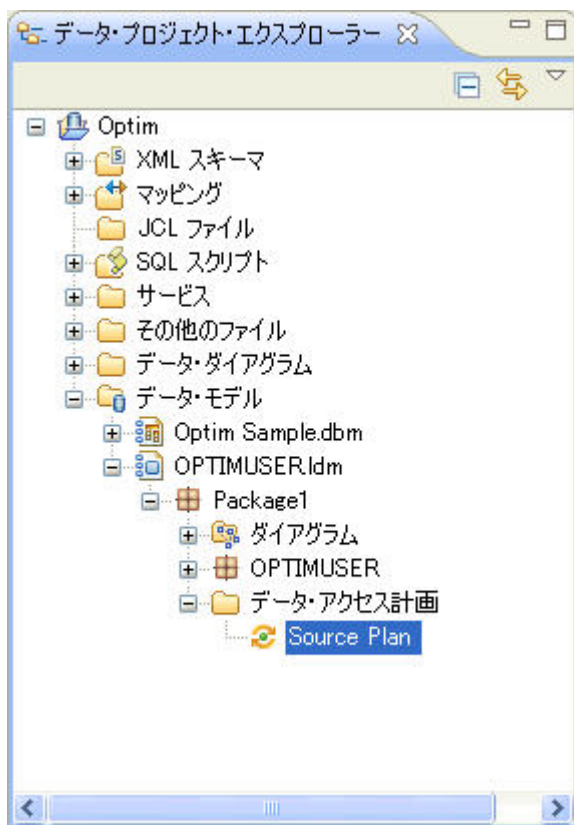 データ・プロジェクト・エクスプローラー
Optim
XML スキーマ
マッピング
JCL ファイル
SQL スクリプト
サービス
その他のファイル
データ・ダイアグラム
データ・モデル
Optim Sample.dbm
OPTIMUSER.ldm
Package1
ダイアグラム
OPTIMUSER
データ・アクセス計画
Source Plan